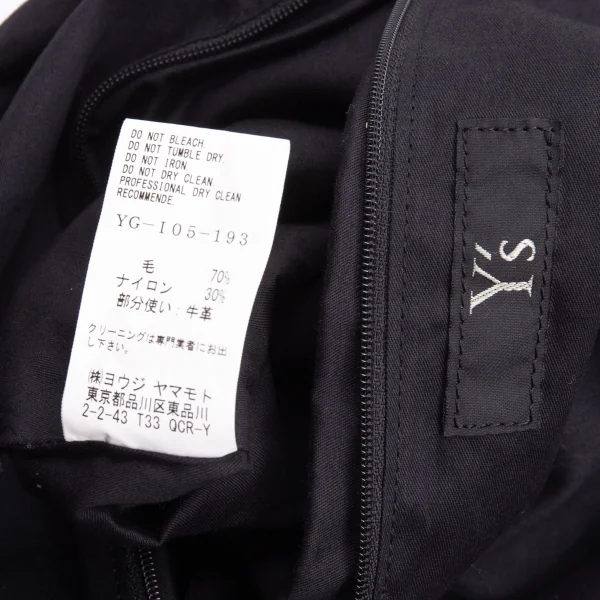 DO NOT BLEACH.
DO NOT TUMBLE DRY.
DO NOT IRON.
DO NOT DRY CLEAN
PROFESSIONAL DRY CLEAN
RECOMMENDE.
YG-I05-193
毛 70%
ナイロン 30%
部分使い:牛革
クリーニングは専門業者にお出
し下さい。
㈱ヨウジ ヤマモト
東京都品川区東品川
2-2-43 T33 QCR-Y
Y's